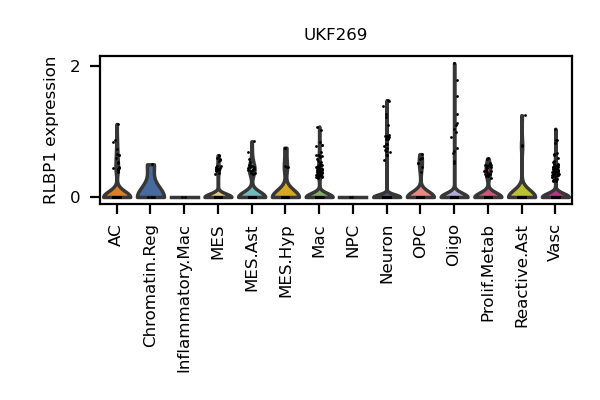 UKF269
RLBP1 expression
2
0
AC
Chromatin.Reg
Inflammatory.Mac
MES
MES.Ast
MES.Hyp
Mac
NPC
Neuron
OPC
Oligo
Prolif.Metab
Reactive.Ast
Vasc